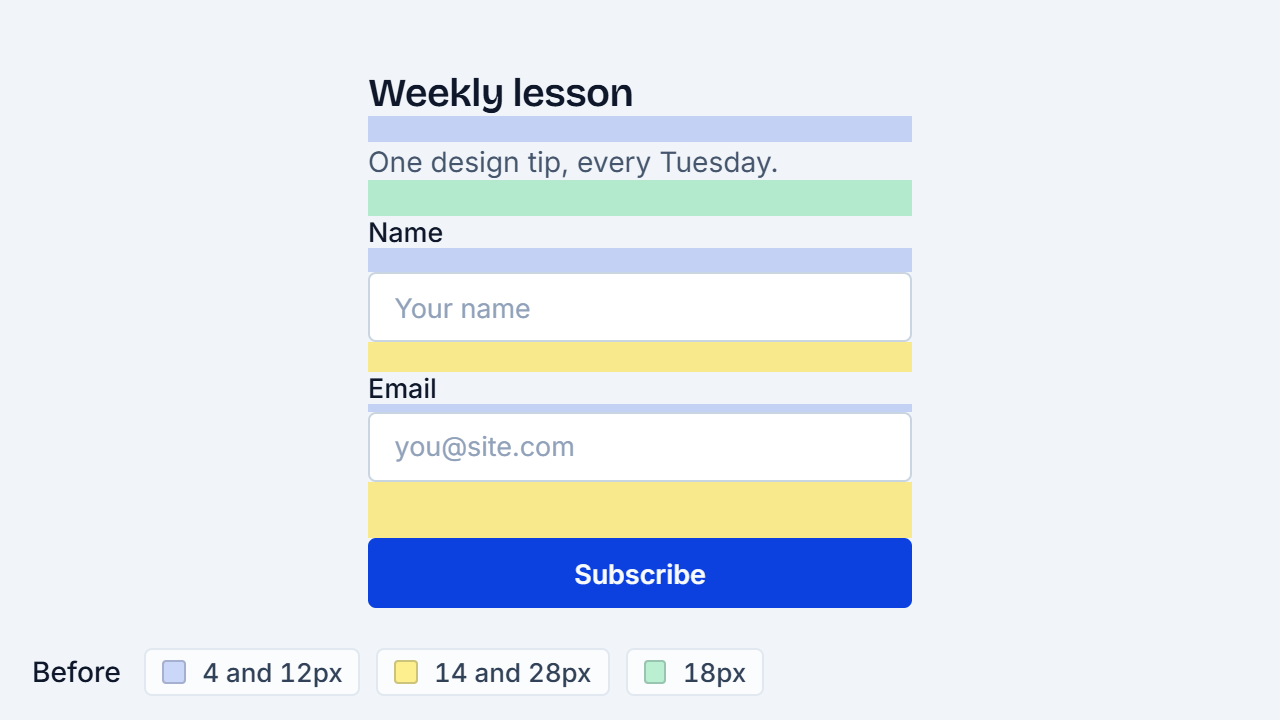 Weekly lesson
One design tip, every Tuesday.
Name
Your name
Email
you@site.com
Subscribe
Before 4 and 12px 14 and 28px 18px